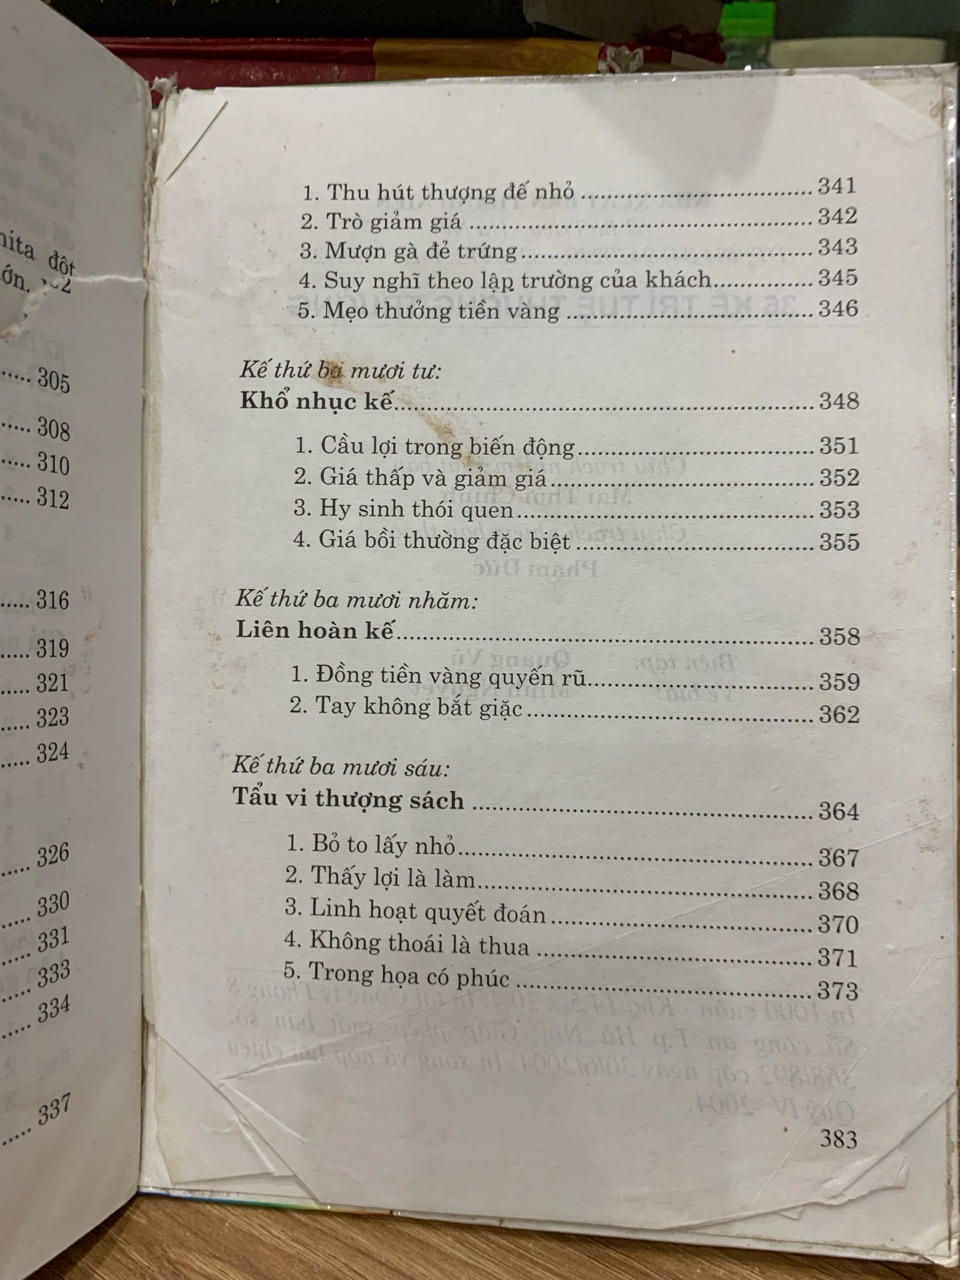 đột
305
308
310
312
316
319
321
323
324
326
330
331
333
334
337
1. Thu hút thượng đế nhỏ ................................ 341
2. Trò giảm giá ................................ 342
3. Mượn gà đẻ trứng ................................ 343
4. Suy nghĩ theo lập trường của khách ............. 345
5. Mẹo thưởng tiền vàng ................................ 346
Kế thứ ba mươi tư:
Khổ nhục kế ................................ 348
1. Cầu lợi trong biến động ................................ 351
2. Giá thấp và giảm giá ................................ 352
3. Hy sinh thói quen ................................ 353
4. Giá bồi thường đặc biệt ................................ 355
Kế thứ ba mươi nhăm:
Liên hoàn kế ................................ 358
1. Đồng tiền vàng quyến rũ ................................ 359
2. Tay không bắt giặc ................................ 362
Kế thứ ba mươi sáu:
Tẩu vi thượng sách ................................ 364
1. Bỏ to lấy nhỏ ................................ 367
2. Thấy lợi là làm ................................ 368
3. Linh hoạt quyết đoán ................................ 370
4. Không thoái là thua ................................ 371
5. Trong họa có phúc ................................ 373
383